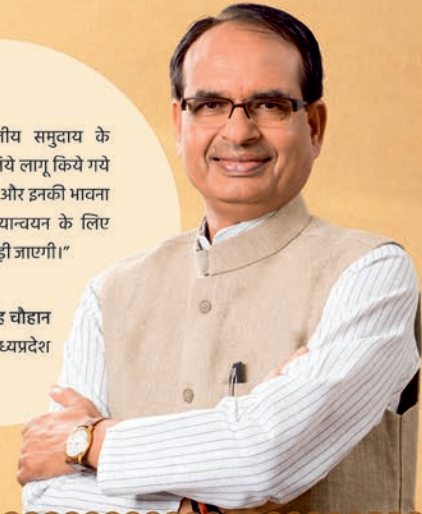 तीय समुदाय के
लिये लागू किये गये
और इनकी भावना
यान्वयन के लिए
ड़ी जाएगी।”
ह चौहान
ध्यप्रदेश